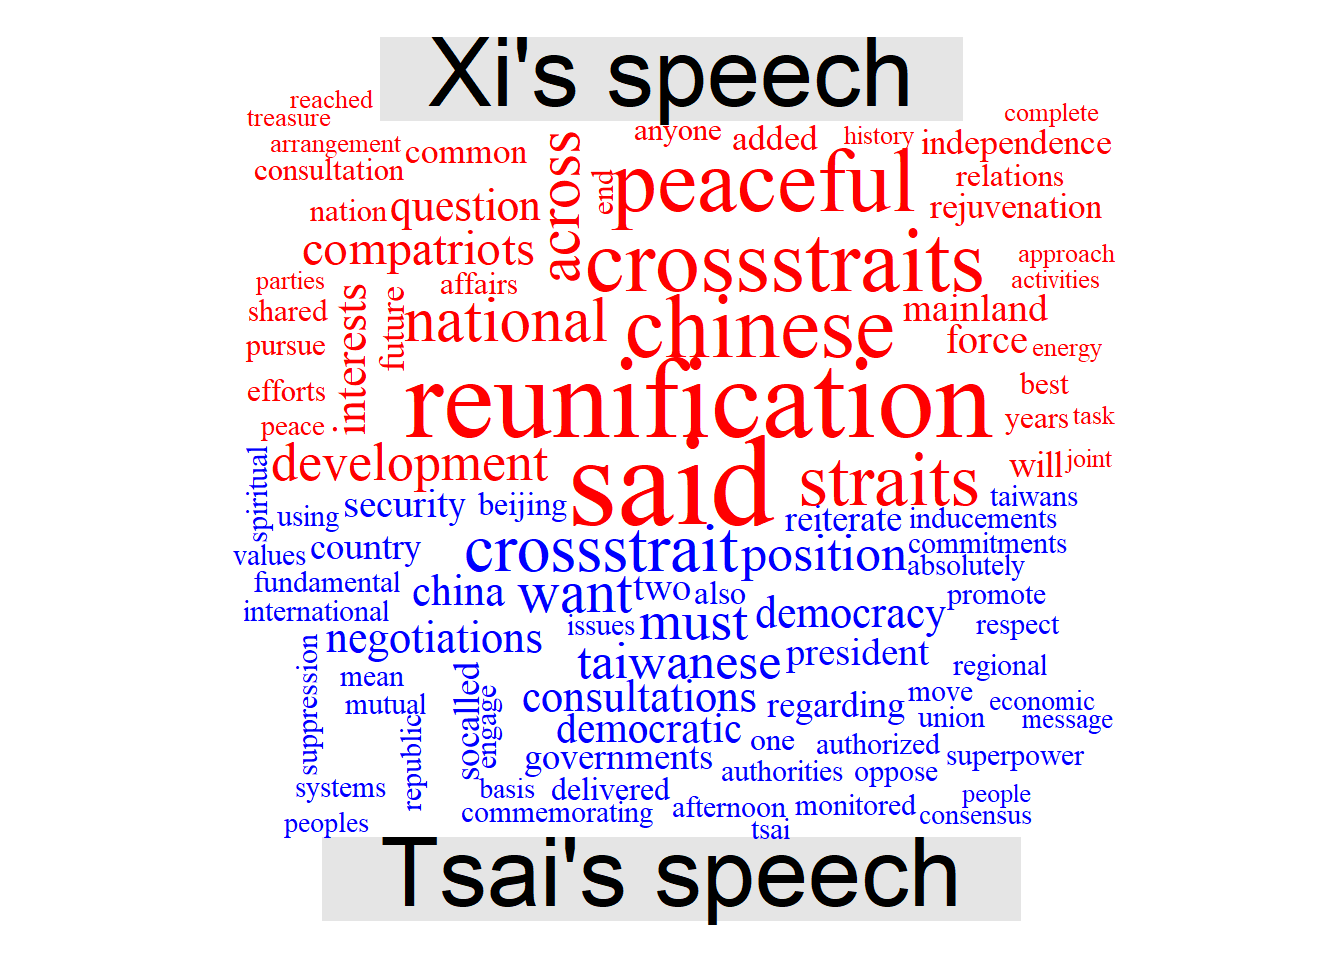 Xi's speech
reached
treasure
complete
anyone added history independence
arrangement common across
consultation peaceful relations
end
nation question rejuvenation
compatriots crossstraits approach
parties affairs activities
shared interests future national chinese mainland
pursue force energy
efforts reunification best
peace years task
development said straits will joint
spiritual using security beijing taiwans
reiterate inducements
values country crossstrait position commitments
absolutely
fundamental china want two also promote
international
negotiations issues must democracy respect
suppression taiwanese president regional
mean
mutual socalled engage consultations regarding move economic
republic democratic union message
one authorized
governments superpower
systems authorities oppose
basis delivered people
commemorating afternoon monitored consensus
peoples tsai
Tsai's speech